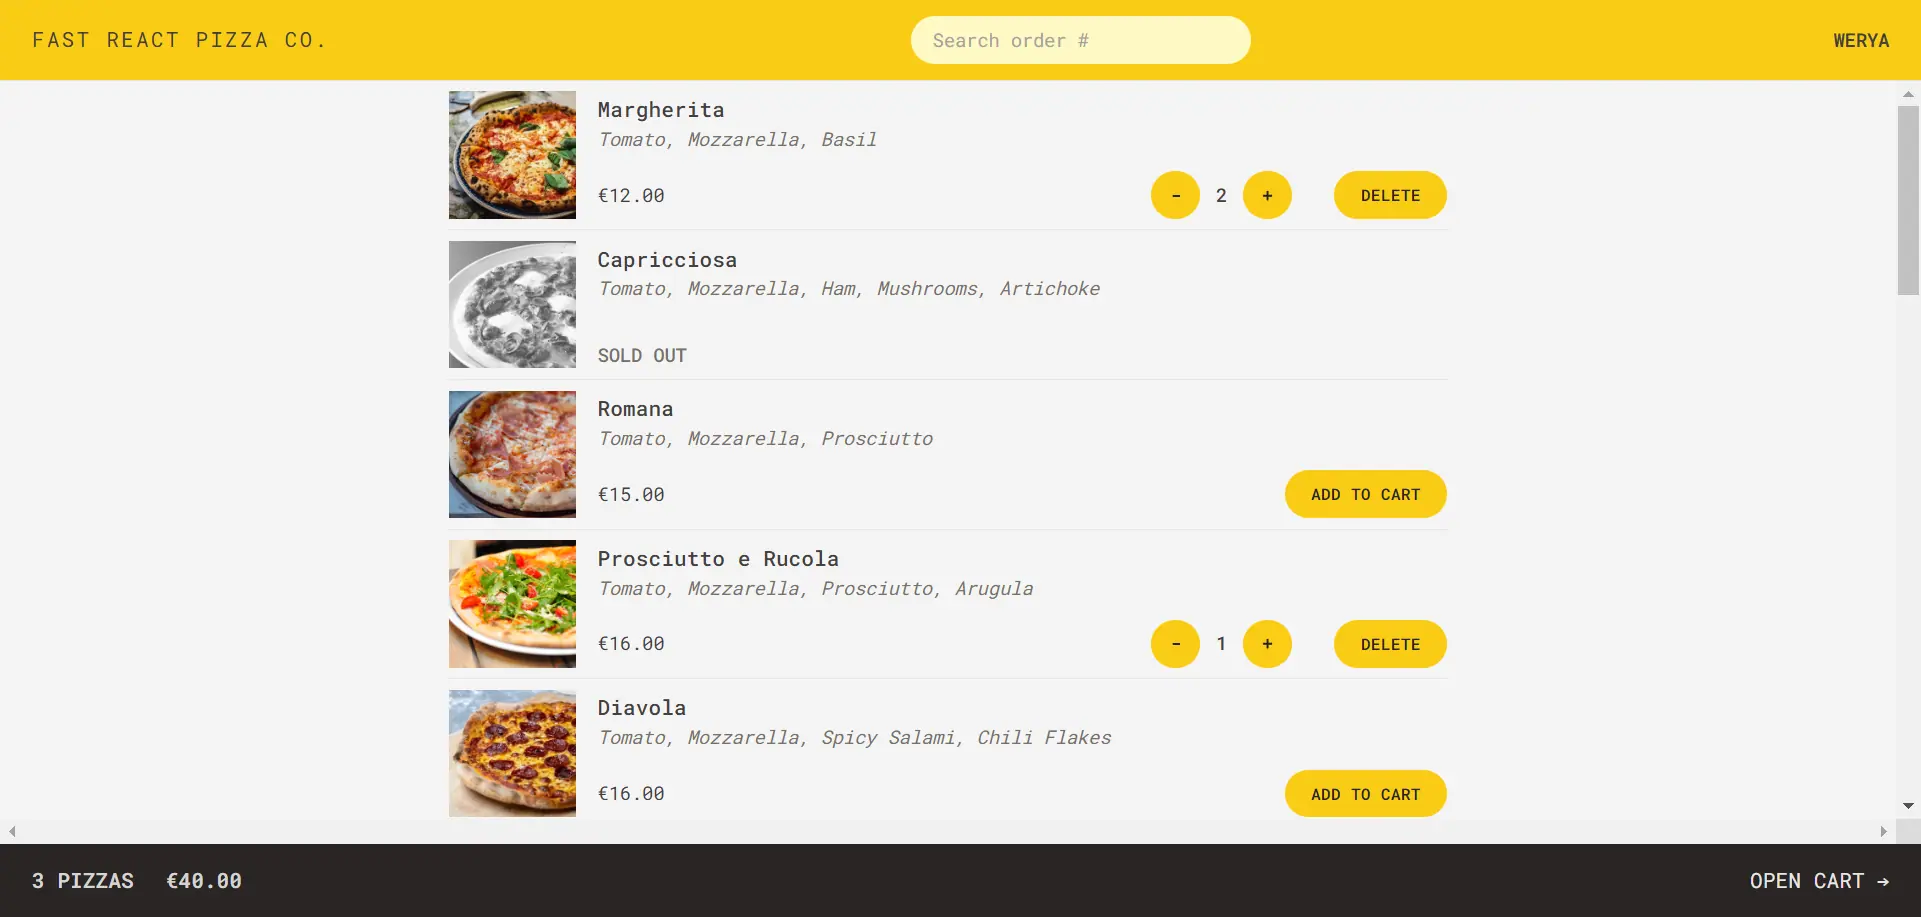 FAST REACT PIZZA CO.
Search order #
WERYA
Margherita
Tomato, Mozzarella, Basil
€12.00
- 2 + DELETE
Capricciosa
Tomato, Mozzarella, Ham, Mushrooms, Artichoke
SOLD OUT
Romana
Tomato, Mozzarella, Prosciutto
€15.00
ADD TO CART
Prosciutto e Rucola
Tomato, Mozzarella, Prosciutto, Arugula
€16.00
- 1 + DELETE
Diavola
Tomato, Mozzarella, Spicy Salami, Chili Flakes
€16.00
ADD TO CART
3 PIZZAS €40.00
OPEN CART →